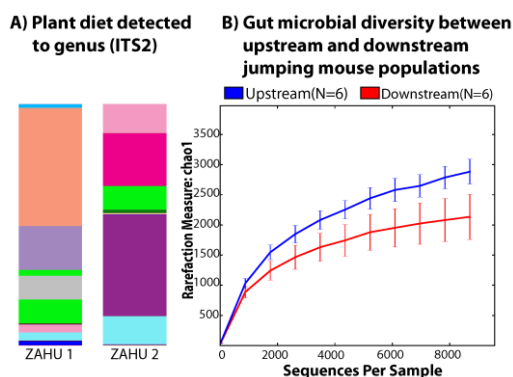 A) Plant diet detected
to genus (ITS2)
ZAHU 1
ZAHU 2
B) Gut microbial diversity between
upstream and downstream
jumping mouse populations
Upstream(N=6)
Downstream(N=6)
Rarefaction Measure: chao1
3500
3000
2500
2000
1500
1000
500
0
2000
4000
6000
8000
Sequences Per Sample